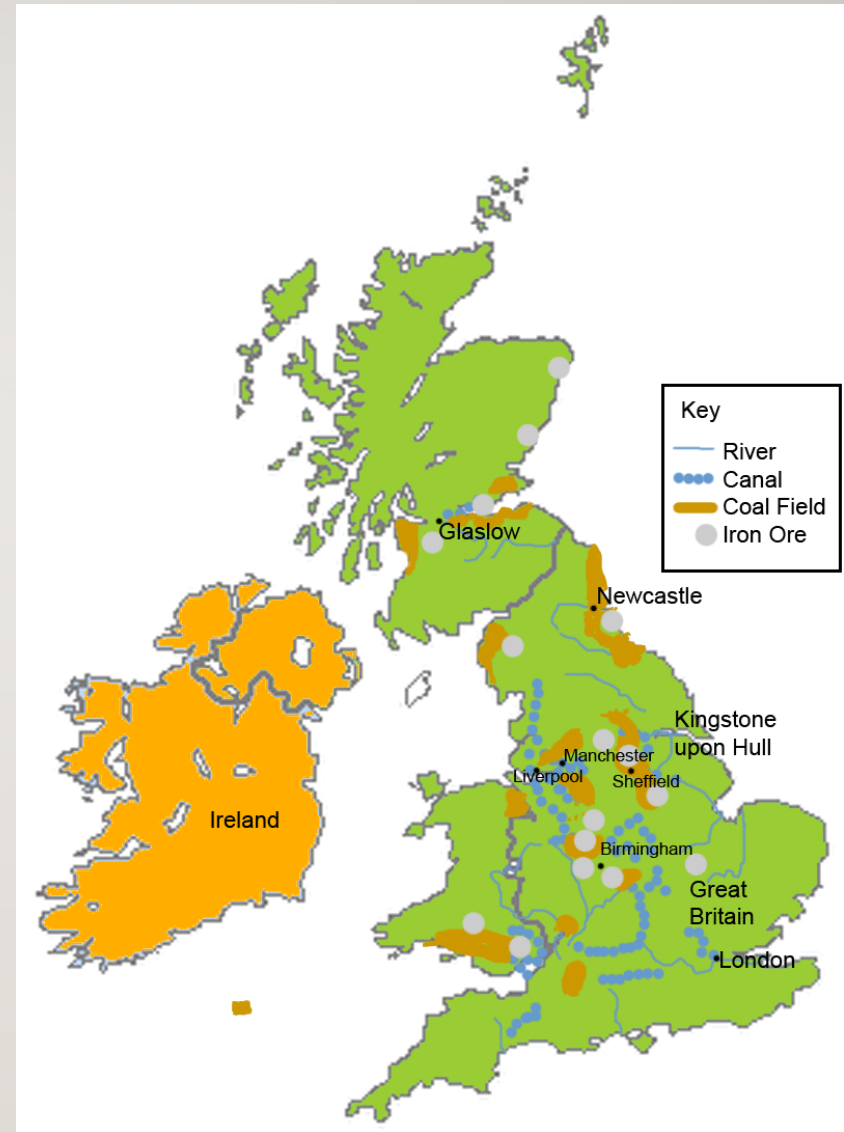 Key
River
Canal
Coal Field
Iron Ore
Glaslow
Newcastle
Kingstone
upon Hull
Manchester
Liverpool
Sheffield
Ireland
Birmingham
Great
Britain
London